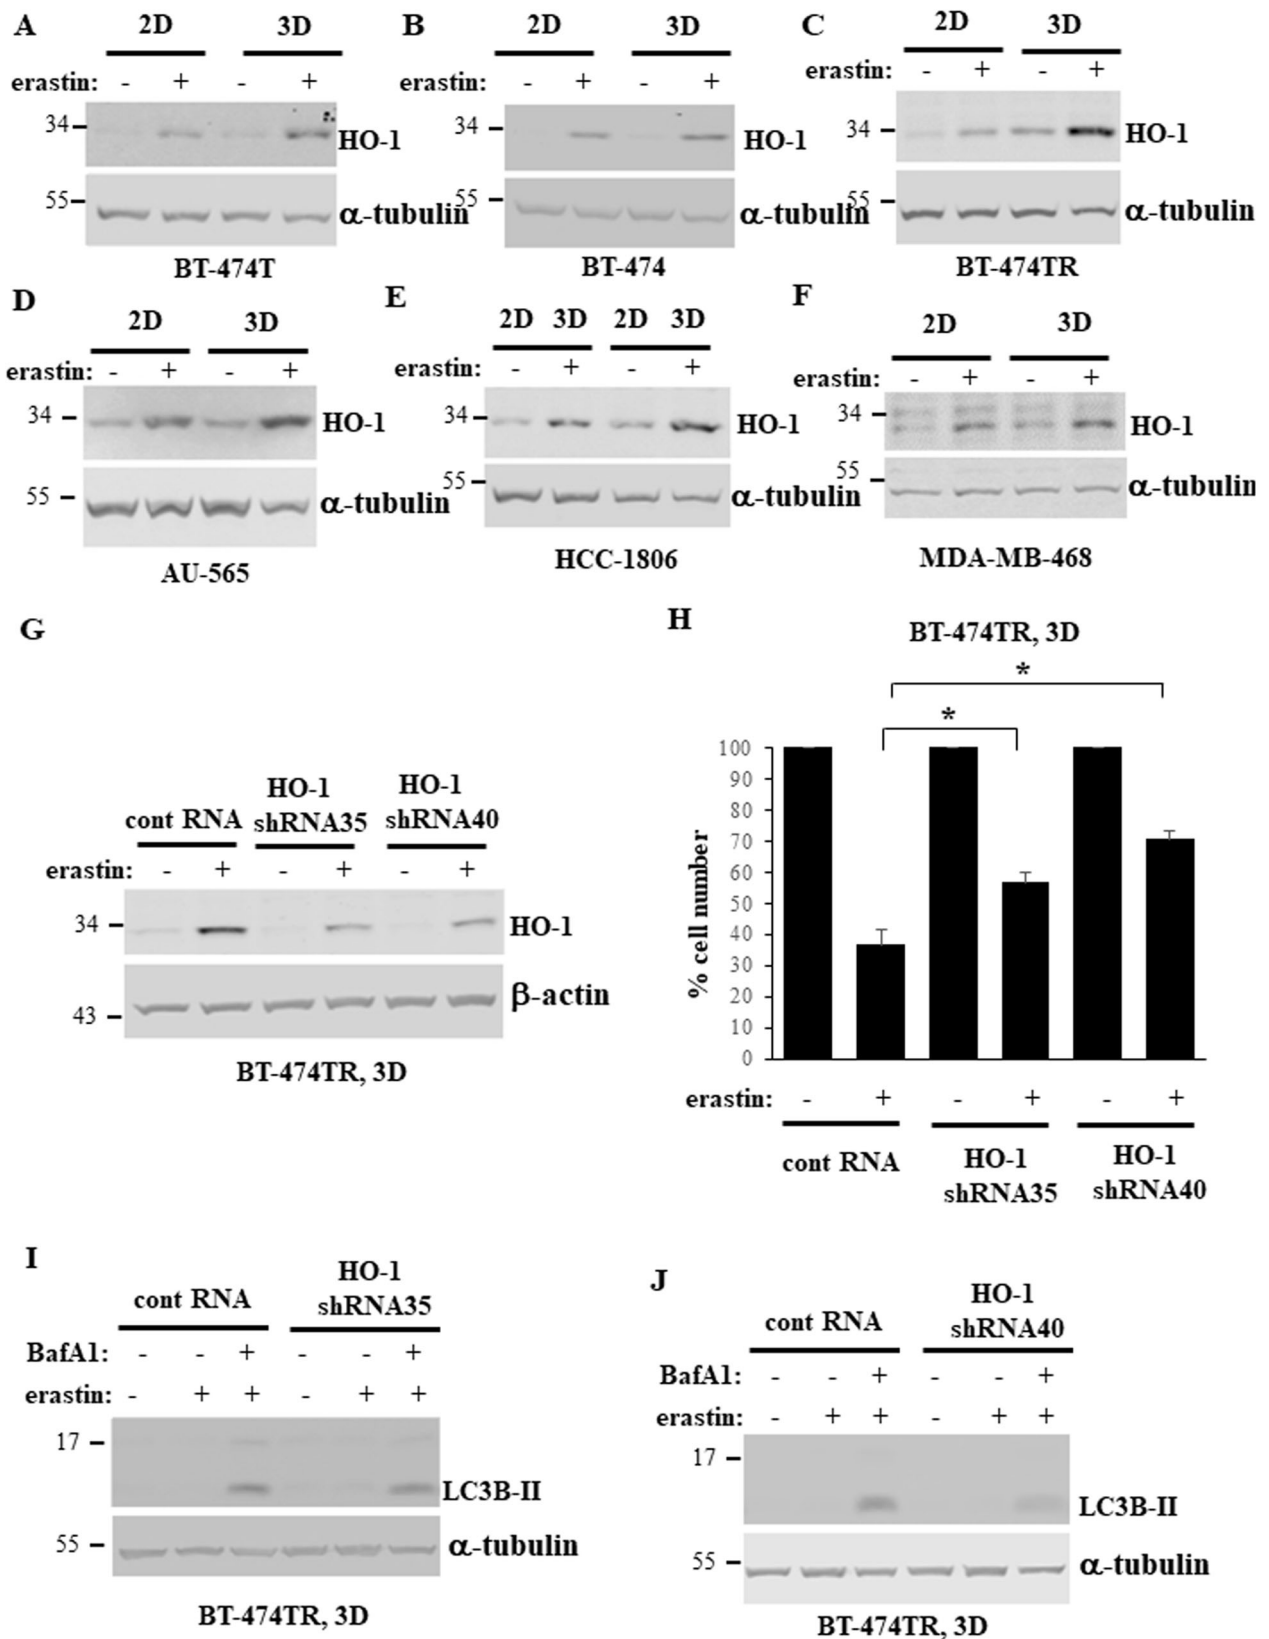 A
2D 3D
erastin: - + - +
34
HO-1
55
α-tubulin
BT-474T
B
2D 3D
erastin: - + - +
34
HO-1
55
α-tubulin
BT-474
C
2D 3D
erastin: - + - +
34
HO-1
55
α-tubulin
BT-474TR
D
2D 3D
erastin: - + - +
34
HO-1
55
α-tubulin
AU-565
E
2D 3D 2D 3D
erastin: - + - +
34
HO-1
55
α-tubulin
HCC-1806
F
2D 3D
erastin: - + - +
34
HO-1
55
α-tubulin
MDA-MB-468
G
cont RNA
HO-1
shRNA35
HO-1
shRNA40
erastin: - + - + - +
34
HO-1
β-actin
43
BT-474TR, 3D
H
BT-474TR, 3D
*
*
% cell number
100
90
80
70
60
50
40
30
20
10
0
erastin: - + - + - +
cont RNA
HO-1
shRNA35
HO-1
shRNA40
I
cont RNA
HO-1
shRNA35
BafA1: - - + - - +
erastin: - + + - + +
17
LC3B-II
55
α-tubulin
BT-474TR, 3D
J
cont RNA
HO-1
shRNA40
BafA1: - - + - - +
erastin: - + + - + +
17
LC3B-II
55
α-tubulin
BT-474TR, 3D